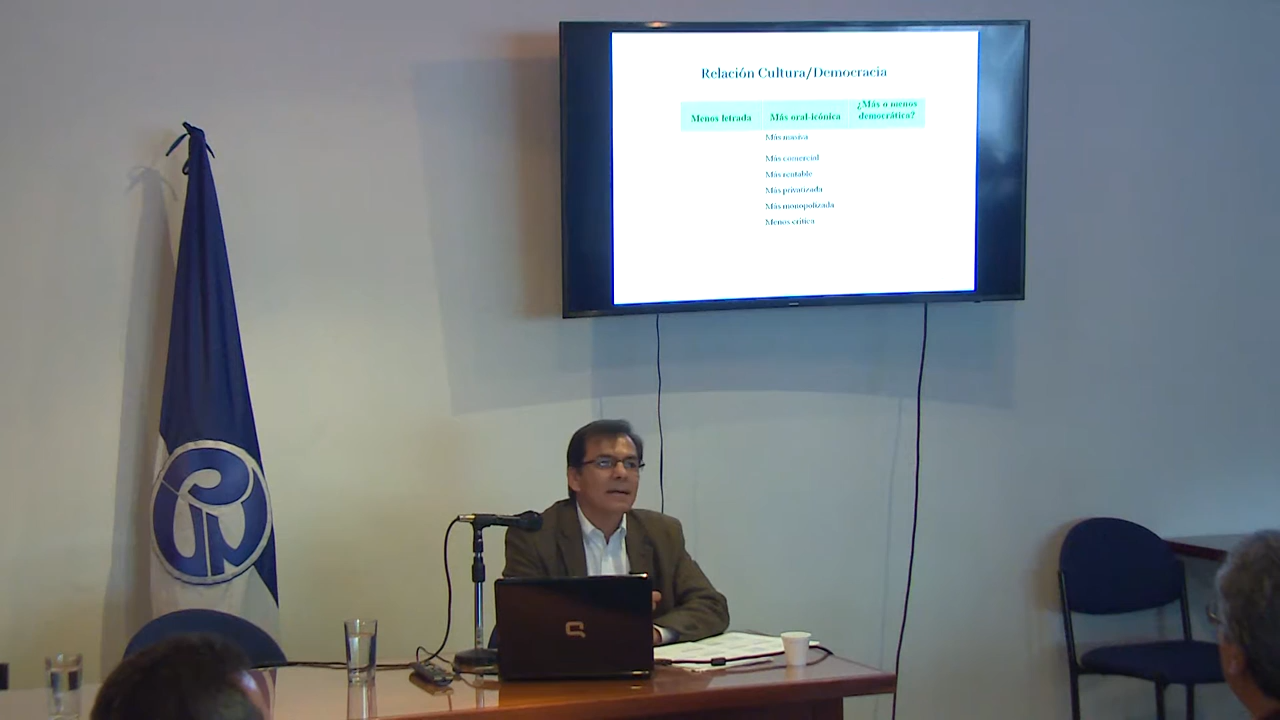 Relación Cultura/Democracia
¿Más o menos
Menos letrada Más oral-icónica democrática?
Más masiva
Más comercial
Más rentable
Más privatizada
Más monopolizada
Menos crítica